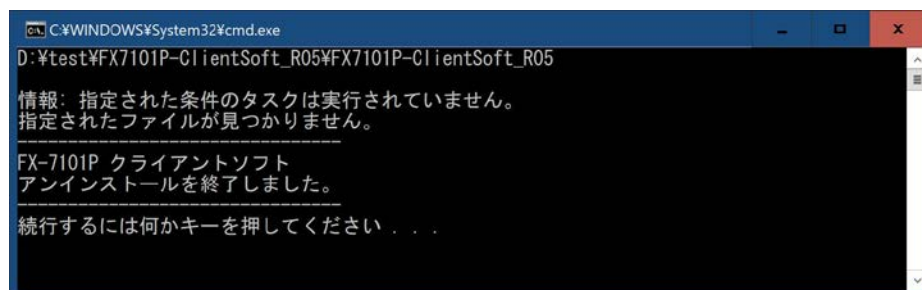 C:¥WINDOWS¥System32¥cmd.exe
D:¥test¥FX7101P-ClientSoft_R05¥FX7101P-ClientSoft_R05
情報: 指定された条件のタスクは実行されていません。
指定されたファイルが見つかりません。
--------------------------------
FX-7101P クライアントソフト
アンインストールを終了しました。
--------------------------------
続行するには何かキーを押してください . . .